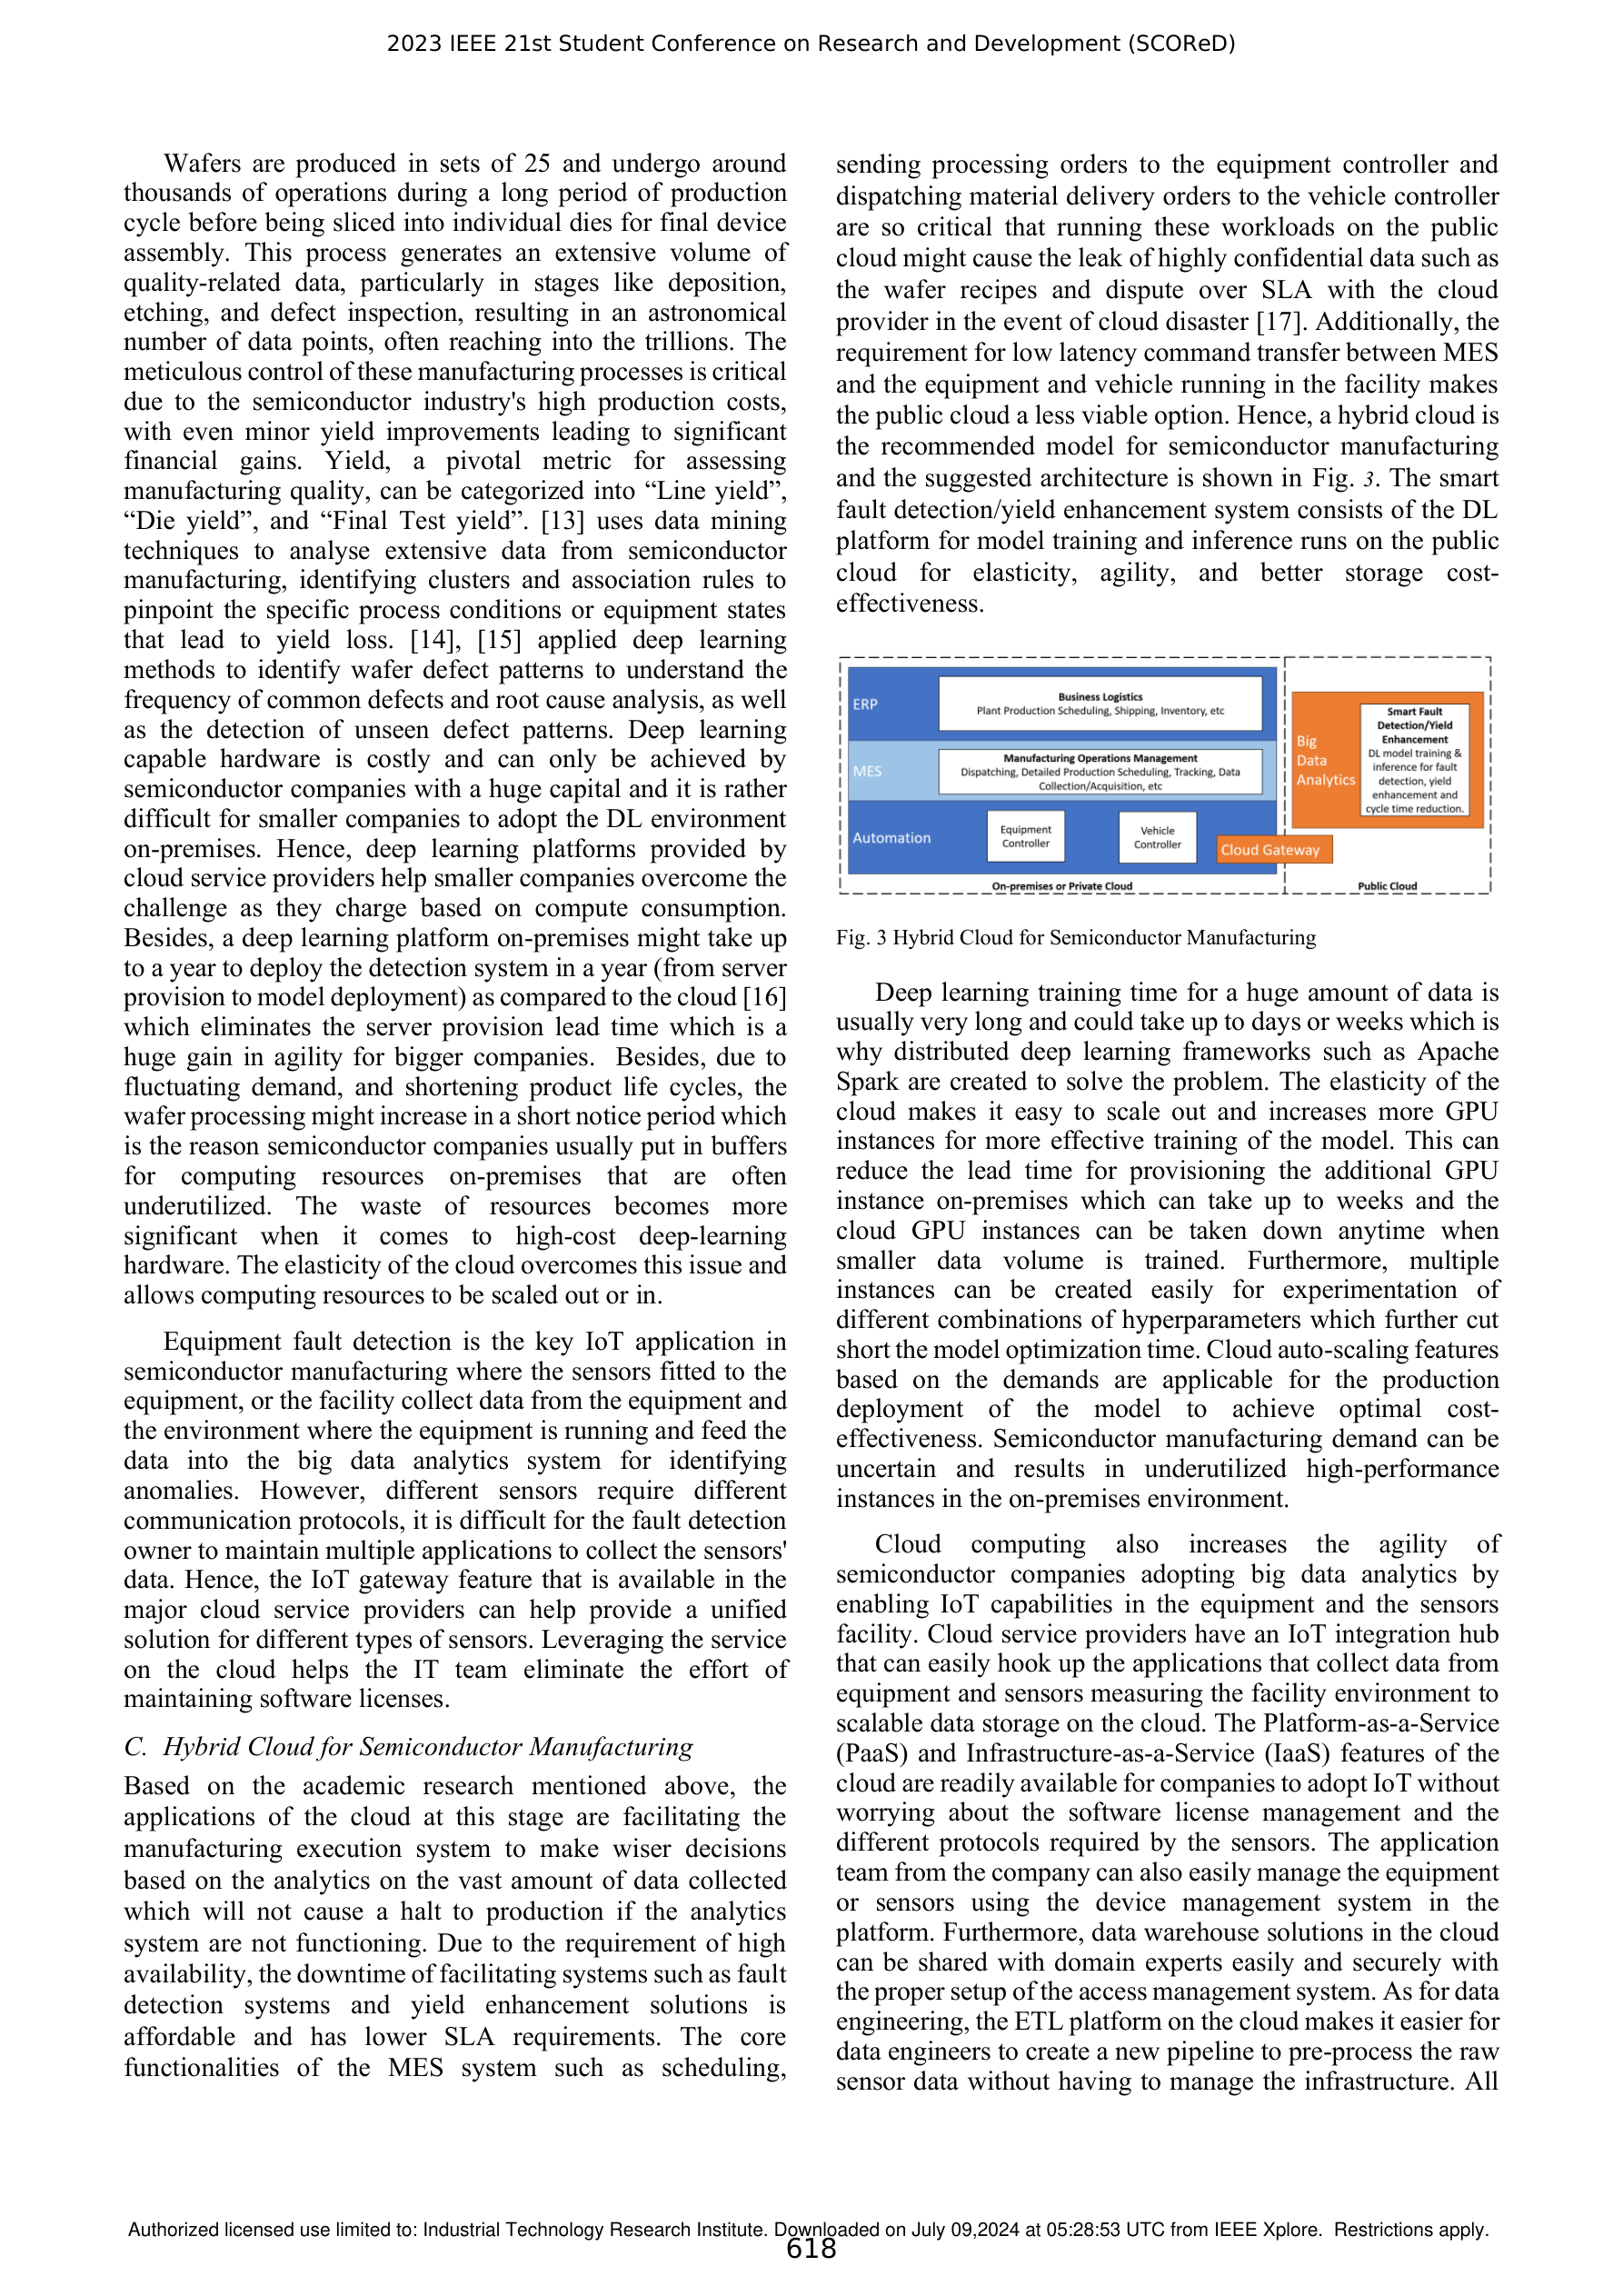 2023 IEEE 21st Student Conference on Research and Development (SCOReD)
Wafers are produced in sets of 25 and undergo around
thousands of operations during a long period of production
cycle before being sliced into individual dies for final device
assembly. This process generates an extensive volume of
quality-related data, particularly in stages like deposition,
etching, and defect inspection, resulting in an astronomical
number of data points, often reaching into the trillions. The
meticulous control of these manufacturing processes is critical
due to the semiconductor industry's high production costs,
with even minor yield improvements leading to significant
financial gains. Yield, a pivotal metric for assessing
manufacturing quality, can be categorized into “Line yield”,
“Die yield”, and “Final Test yield”. [13] uses data mining
techniques to analyse extensive data from semiconductor
manufacturing, identifying clusters and association rules to
pinpoint the specific process conditions or equipment states
that lead to yield loss. [14], [15] applied deep learning
methods to identify wafer defect patterns to understand the
frequency of common defects and root cause analysis, as well
as the detection of unseen defect patterns. Deep learning
capable hardware is costly and can only be achieved by
semiconductor companies with a huge capital and it is rather
difficult for smaller companies to adopt the DL environment
on-premises. Hence, deep learning platforms provided by
cloud service providers help smaller companies overcome the
challenge as they charge based on compute consumption.
Besides, a deep learning platform on-premises might take up
to a year to deploy the detection system in a year (from server
provision to model deployment) as compared to the cloud [16]
which eliminates the server provision lead time which is a
huge gain in agility for bigger companies. Besides, due to
fluctuating demand, and shortening product life cycles, the
wafer processing might increase in a short notice period which
is the reason semiconductor companies usually put in buffers
for computing resources on-premises that are often
underutilized. The waste of resources becomes more
significant when it comes to high-cost deep-learning
hardware. The elasticity of the cloud overcomes this issue and
allows computing resources to be scaled out or in.
Equipment fault detection is the key IoT application in
semiconductor manufacturing where the sensors fitted to the
equipment, or the facility collect data from the equipment and
the environment where the equipment is running and feed the
data into the big data analytics system for identifying
anomalies. However, different sensors require different
communication protocols, it is difficult for the fault detection
owner to maintain multiple applications to collect the sensors'
data. Hence, the IoT gateway feature that is available in the
major cloud service providers can help provide a unified
solution for different types of sensors. Leveraging the service
on the cloud helps the IT team eliminate the effort of
maintaining software licenses.
C. Hybrid Cloud for Semiconductor Manufacturing
Based on the academic research mentioned above, the
applications of the cloud at this stage are facilitating the
manufacturing execution system to make wiser decisions
based on the analytics on the vast amount of data collected
which will not cause a halt to production if the analytics
system are not functioning. Due to the requirement of high
availability, the downtime of facilitating systems such as fault
detection systems and yield enhancement solutions is
affordable and has lower SLA requirements. The core
functionalities of the MES system such as scheduling,
sending processing orders to the equipment controller and
dispatching material delivery orders to the vehicle controller
are so critical that running these workloads on the public
cloud might cause the leak of highly confidential data such as
the wafer recipes and dispute over SLA with the cloud
provider in the event of cloud disaster [17]. Additionally, the
requirement for low latency command transfer between MES
and the equipment and vehicle running in the facility makes
the public cloud a less viable option. Hence, a hybrid cloud is
the recommended model for semiconductor manufacturing
and the suggested architecture is shown in Fig. 3. The smart
fault detection/yield enhancement system consists of the DL
platform for model training and inference runs on the public
cloud for elasticity, agility, and better storage cost-
effectiveness.
ERP
Business Logistics
Plant Production Scheduling, Shipping, Inventory, etc
MES
Manufacturing Operations Management
Dispatching, Detailed Production Scheduling, Tracking, Data
Collection/Acquisition, etc
Automation
Equipment
Controller
Vehicle
Controller
Cloud Gateway
On-premises or Private Cloud
Big
Data
Analytics
Smart Fault
Detection/Yield
Enhancement
DL model training &
inference for fault
detection, yield
enhancement and
cycle time reduction.
Public Cloud
Fig. 3 Hybrid Cloud for Semiconductor Manufacturing
Deep learning training time for a huge amount of data is
usually very long and could take up to days or weeks which is
why distributed deep learning frameworks such as Apache
Spark are created to solve the problem. The elasticity of the
cloud makes it easy to scale out and increases more GPU
instances for more effective training of the model. This can
reduce the lead time for provisioning the additional GPU
instance on-premises which can take up to weeks and the
cloud GPU instances can be taken down anytime when
smaller data volume is trained. Furthermore, multiple
instances can be created easily for experimentation of
different combinations of hyperparameters which further cut
short the model optimization time. Cloud auto-scaling features
based on the demands are applicable for the production
deployment of the model to achieve optimal cost-
effectiveness. Semiconductor manufacturing demand can be
uncertain and results in underutilized high-performance
instances in the on-premises environment.
Cloud computing also increases the agility of
semiconductor companies adopting big data analytics by
enabling IoT capabilities in the equipment and the sensors
facility. Cloud service providers have an IoT integration hub
that can easily hook up the applications that collect data from
equipment and sensors measuring the facility environment to
scalable data storage on the cloud. The Platform-as-a-Service
(PaaS) and Infrastructure-as-a-Service (IaaS) features of the
cloud are readily available for companies to adopt IoT without
worrying about the software license management and the
different protocols required by the sensors. The application
team from the company can also easily manage the equipment
or sensors using the device management system in the
platform. Furthermore, data warehouse solutions in the cloud
can be shared with domain experts easily and securely with
the proper setup of the access management system. As for data
engineering, the ETL platform on the cloud makes it easier for
data engineers to create a new pipeline to pre-process the raw
sensor data without having to manage the infrastructure. All
Authorized licensed use limited to: Industrial Technology Research Institute. Downloaded on July 09,2024 at 05:28:53 UTC from IEEE Xplore. Restrictions apply.
618